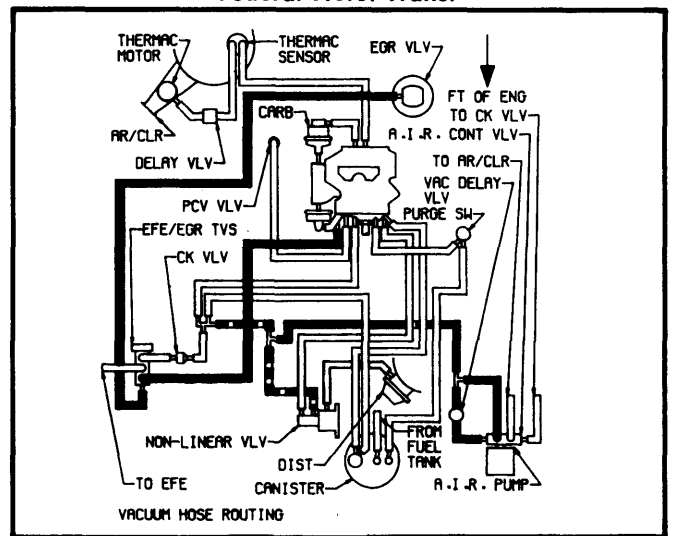 THERMAC
MOTOR
THERMAC
SENSOR
EGR VLV
FT OF ENG
TO CK VLV
A.I.R. CONT VLV
CARB
AR/CLR
DELAY VLV
TO AR/CLR
VAC DELAY
VLV
PURGE SW
PCV VLV
EFE/EGR TVS
CK VLV
NON-LINEAR VLV
DIST
FROM
FUEL
TANK
TO EFE
CANISTER
A.I.R. PUMP
VACUUM HOSE ROUTING